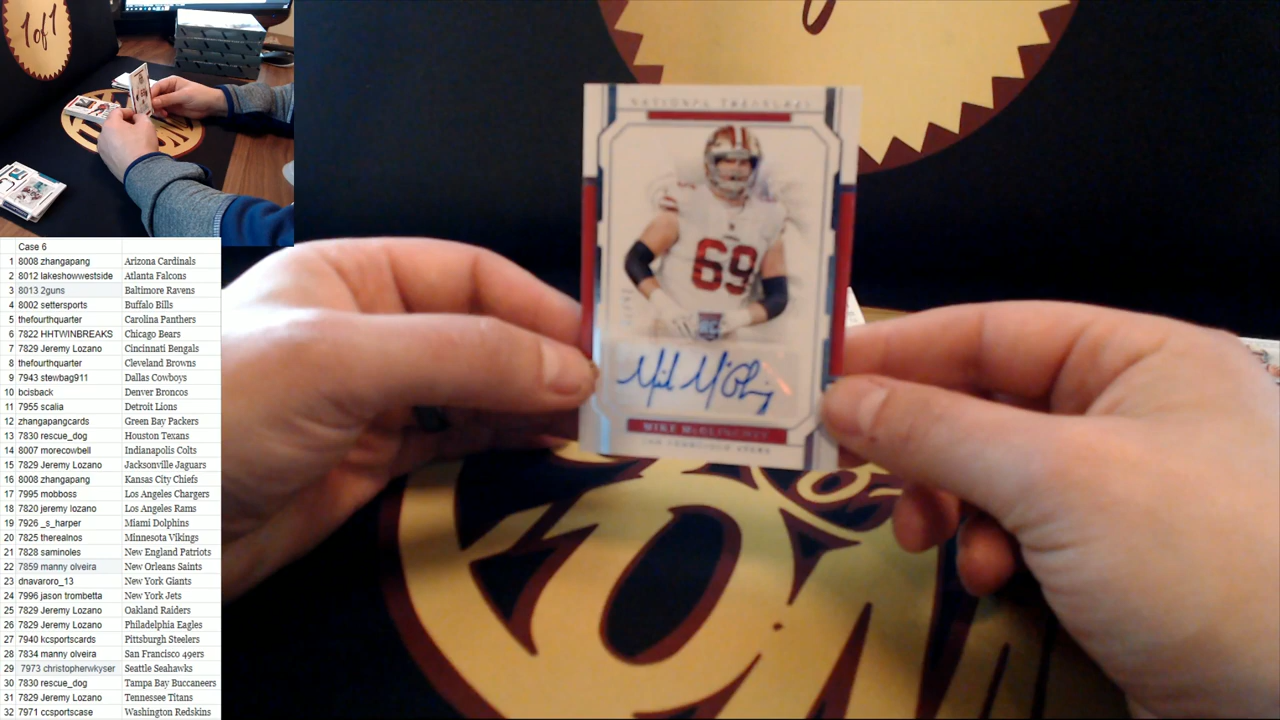 1 of 1
Case 6
1 8008 zhangapang Arizona Cardinals
2 8012 lakeshowwestside Atlanta Falcons
3 8013 2guns Baltimore Ravens
4 8002 settersports Buffalo Bills
5 thefourthquarter Carolina Panthers
6 7822 HHTWINBREAKS Chicago Bears
7 7829 Jeremy Lozano Cincinnati Bengals
8 thefourthquarter Cleveland Browns
9 7943 stewbag911 Dallas Cowboys
10 bcisback Denver Broncos
11 7955 scalia Detroit Lions
12 zhangapangcards Green Bay Packers
13 7830 rescue_dog Houston Texans
14 8007 morecowbell Indianapolis Colts
15 7829 Jeremy Lozano Jacksonville Jaguars
16 8008 zhangapang Kansas City Chiefs
17 7995 mobboss Los Angeles Chargers
18 7820 jeremy lozano Los Angeles Rams
19 7926 _s_harper Miami Dolphins
20 7825 therealnos Minnesota Vikings
21 7828 saminoles New England Patriots
22 7859 manny olveira New Orleans Saints
23 dnavaroro_13 New York Giants
24 7996 jason trombetta New York Jets
25 7829 Jeremy Lozano Oakland Raiders
26 7829 Jeremy Lozano Philadelphia Eagles
27 7940 kcsportscards Pittsburgh Steelers
28 7834 manny olveira San Francisco 49ers
29 7973 christopherwkyser Seattle Seahawks
30 7830 rescue_dog Tampa Bay Buccaneers
31 7829 Jeremy Lozano Tennessee Titans
32 7971 ccsportscase Washington Redskins
NATIONAL TREASURES
69
RC
MIKE McGLINCHEY
SAN FRANCISCO 49ERS